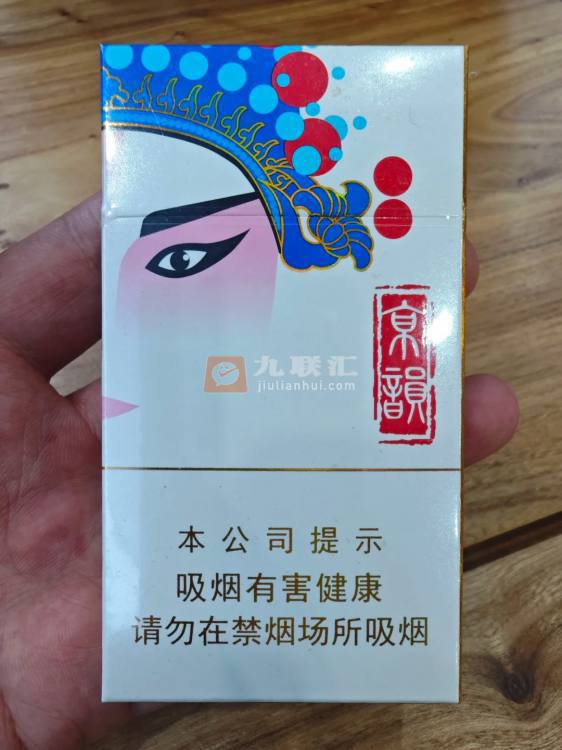 京韻
九联汇
jiulianhui.com
本公司提示
吸烟有害健康
请勿在禁烟场所吸烟